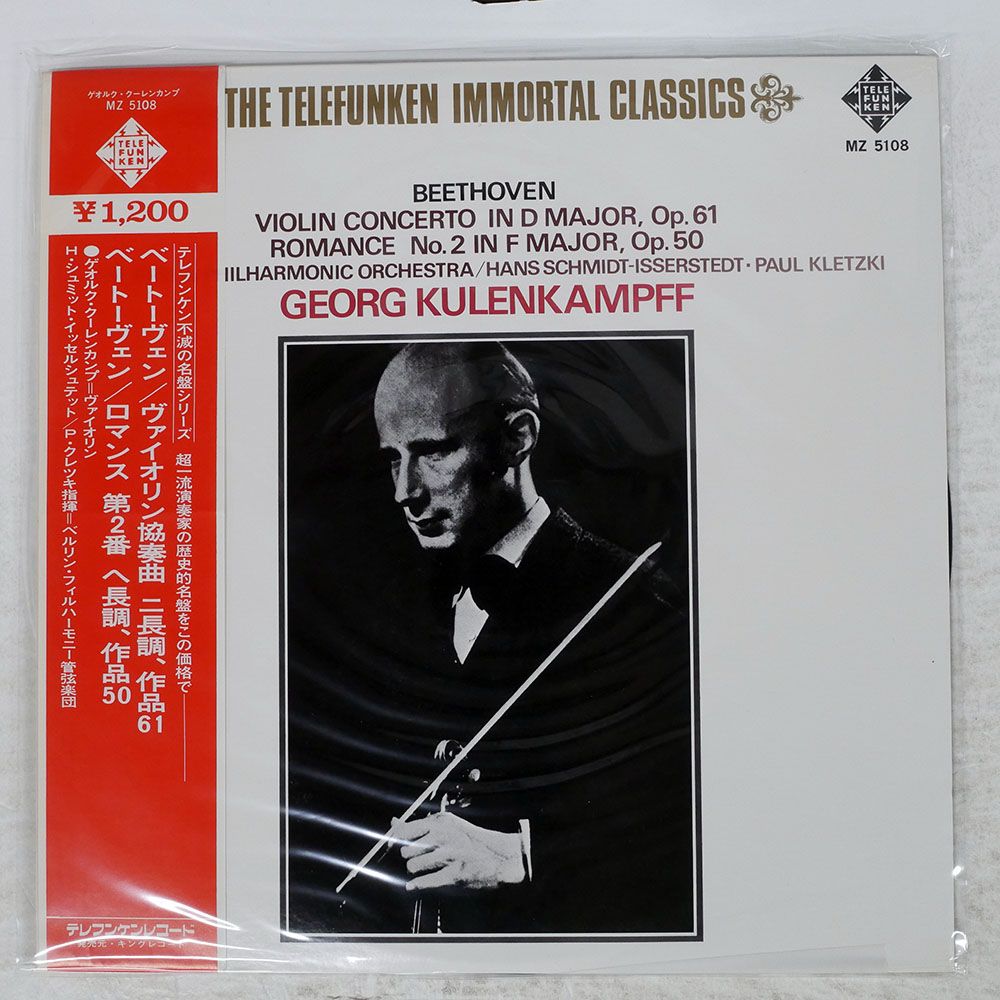 ゲオルク・クーレンカンプ
MZ 5108
TELE
FUN
KEN
¥1,200
テレフンケン不滅の名盤シリーズ 超一流演奏家の歴史的名盤をこの価格で
ベートーヴェン/ヴァイオリン協奏曲 ニ長調、作品61
ベートーヴェン/ロマンス 第2番 ヘ長調、作品50
●ゲオルク・クーレンカンプ=ヴァイオリン
H・シュミット・イッセルシュテット/P・クレツキ指揮=ベルリン・フィルハーモニー管弦楽団
テレフンケンレコード
発売元・キングレコード
THE TELEFUNKEN IMMORTAL CLASSICS
TELE
FUN
KEN
MZ 5108
BEETHOVEN
VIOLIN CONCERTO IN D MAJOR, Op. 61
ROMANCE No. 2 IN F MAJOR, Op. 50
ILHARMONIC ORCHESTRA/HANS SCHMIDT-ISSERSTEDT・PAUL KLETZKI
GEORG KULENKAMPFF